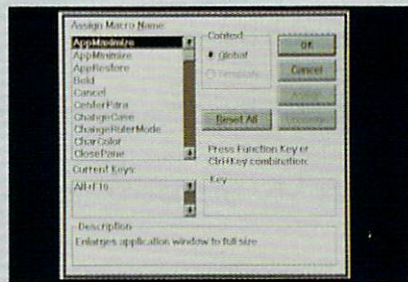 Assign Macro Name:
AppMaximize
AppMinimize
AppRestore
Bold
Cancel
CenterPara
ChangeCase
ChangeRulerMode
CharColor
ClosePane
Context
Global
Template
OK
Cancel
Assign
Reset All
Unassign
Press Function Key or
Ctrl+Key combination:
Current Keys:
Alt+F10
Key
Description
Enlarges application window to full size